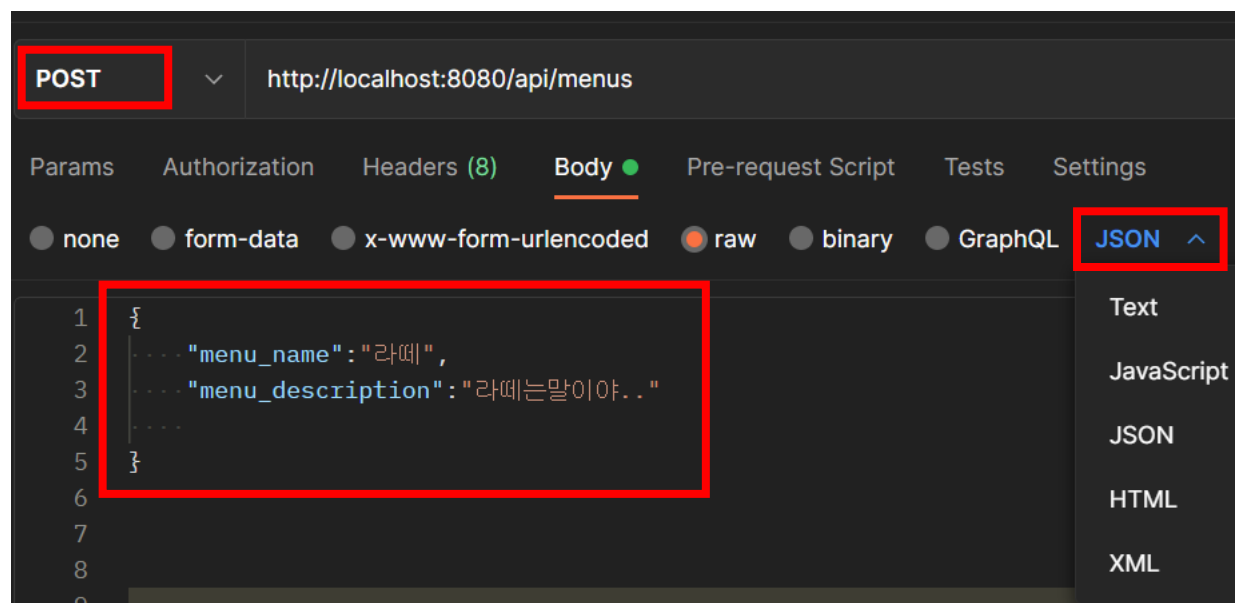 POST http://localhost:8080/api/menus
Params Authorization Headers (8) Body Pre-request Script Tests Settings
none form-data x-www-form-urlencoded raw binary GraphQL JSON
1 {
2 "menu_name":"라떼",
3 "menu_description":"라떼는말이야.."
4
5 }
6
7
8
9
Text
JavaScript
JSON
HTML
XML